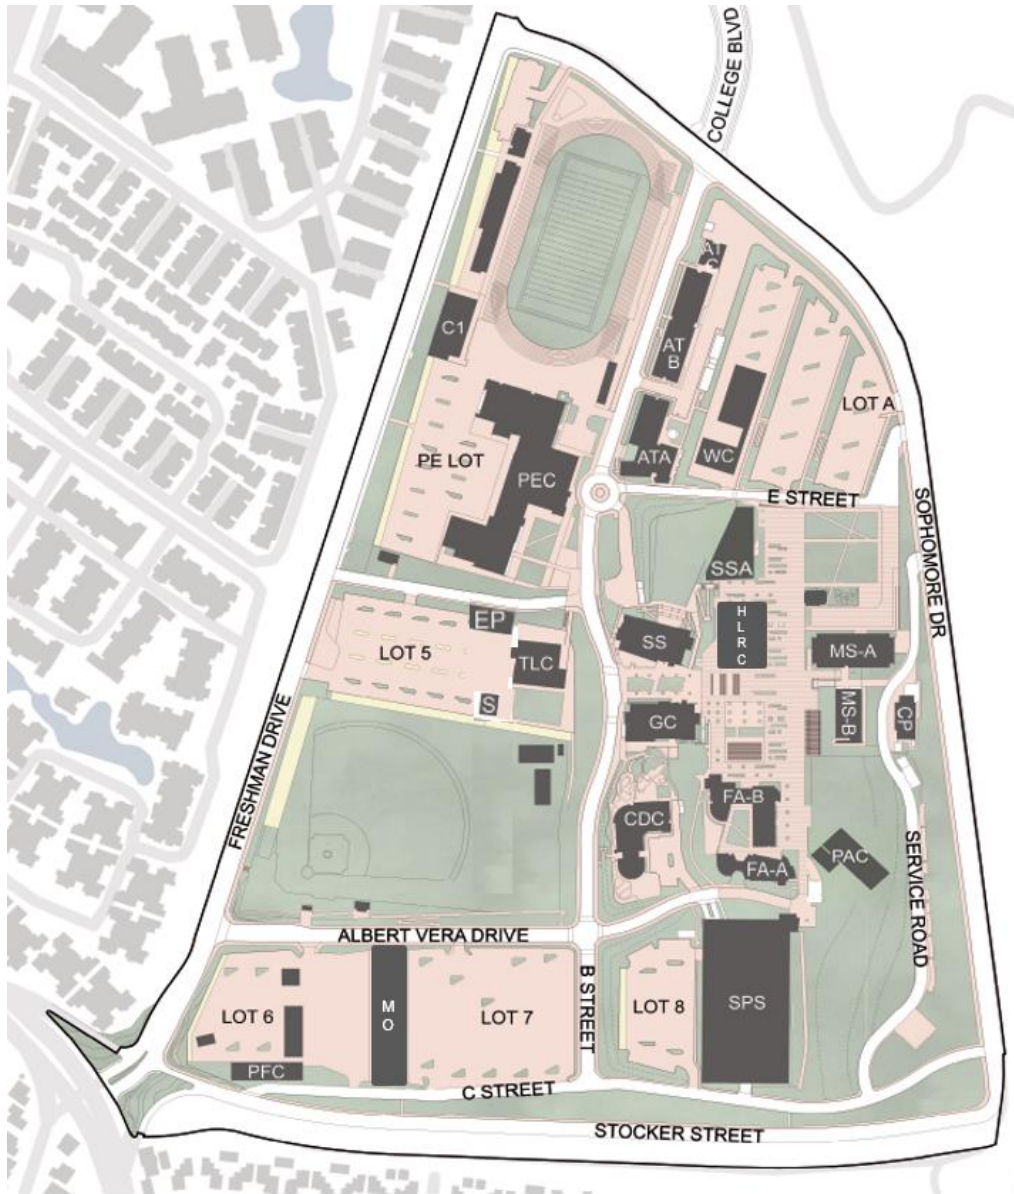 COLLEGE BLVD
AT
C
C1
AT
B
LOT A
PE LOT
PEC
ATA
WC
E STREET
SOPHOMORE DR
SSA
H
L
R
C
EP
SS
MS-A
LOT 5
TLC
S
GC
MS-B
CP
FRESHMAN DRIVE
FA-B
CDC
PAC
FA-A
SERVICE ROAD
ALBERT VERA DRIVE
B STREET
M
O
LOT 6
LOT 7
LOT 8
SPS
PFC
C STREET
STOCKER STREET